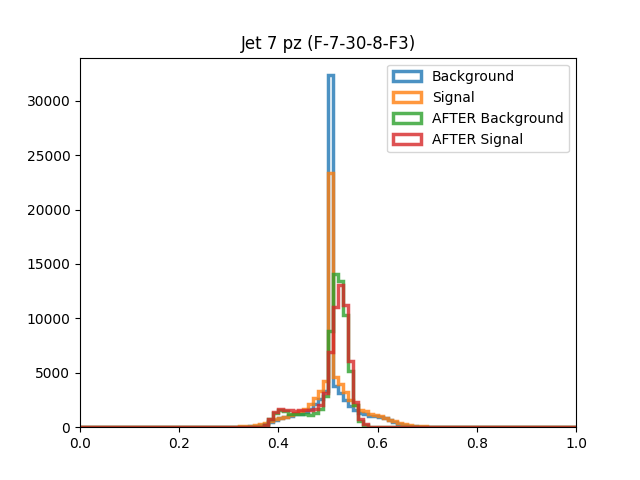 Jet 7 pz (F-7-30-8-F3)
Background
Signal
AFTER Background
AFTER Signal
30000
25000
20000
15000
10000
5000
0
0.0 0.2 0.4 0.6 0.8 1.0